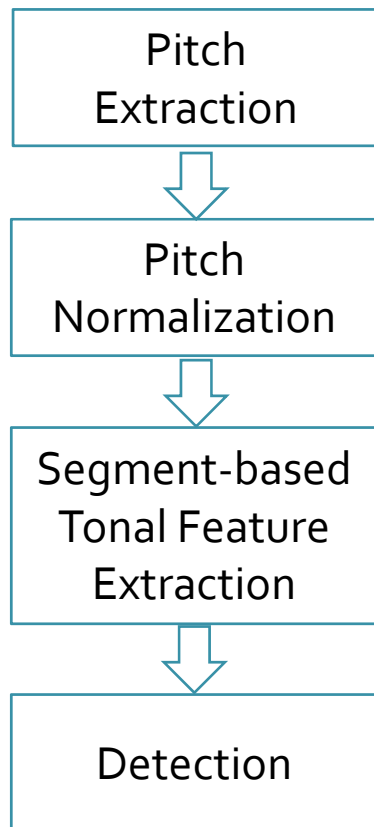 Pitch
Extraction
Pitch
Normalization
Segment-based
Tonal Feature
Extraction
Detection